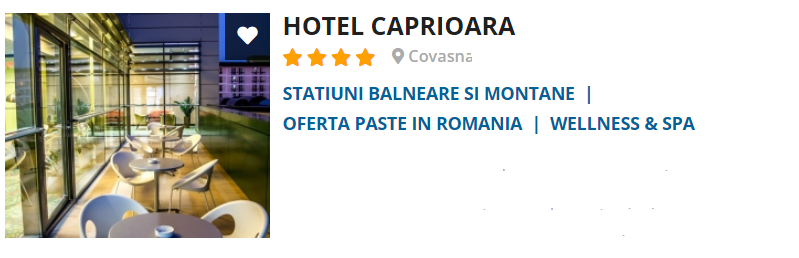 HOTEL CAPRIOARA
Covasna
STATIUNI BALNEARE SI MONTANE |
OFERTA PASTE IN ROMANIA | WELLNESS & SPA